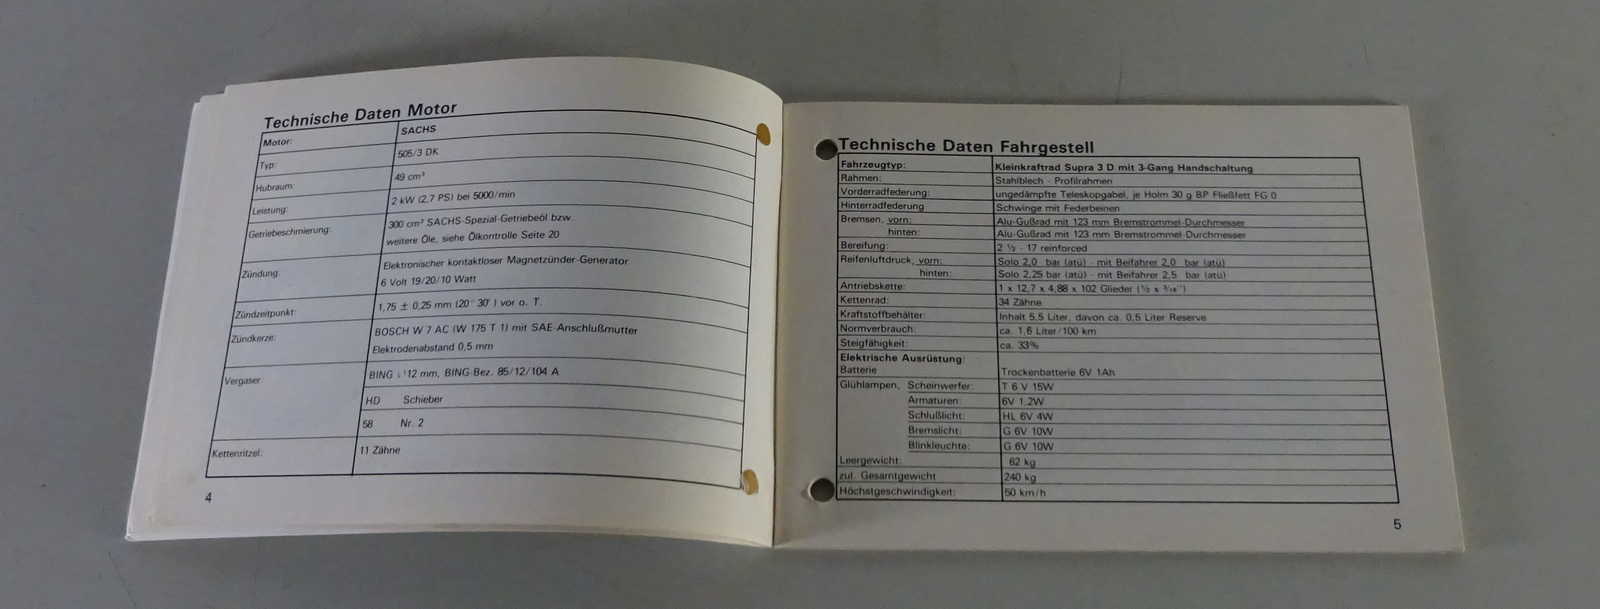 Technische Daten Motor
Motor: SACHS
Typ: 505/3 DK
Hubraum: 49 cm³
Leistung: 2 kW (2,7 PS) bei 5000/min
Getriebeschmierung: 300 cm³ SACHS-Spezial-Getriebeöl bzw.
weitere Öle, siehe Ölkontrolle Seite 20
Zündung: Elektronischer kontaktloser Magnetzünder-Generator
6 Volt 19/20/10 Watt
Zündzeitpunkt: 1,75 ± 0,25 mm (20° 30′) vor o. T.
Zündkerze: BOSCH W 7 AC (W 175 T 1) mit SAE-Anschlußmutter
Elektrodenabstand 0,5 mm
Vergaser: BING 12 mm, BING-Bez. 85/12/104 A
HD Schieber
58 Nr. 2
Kettenritzel: 11 Zähne
4
Technische Daten Fahrgestell
Fahrzeugtyp: Kleinkraftrad Supra 3 D mit 3-Gang Handschaltung
Rahmen: Stahlblech - Profilrahmen
Vorderradfederung: ungedämpfte Teleskopgabel, je Holm 30 g BP Fließfett FG 0
Hinterradfederung Schwinge mit Federbeinen
Bremsen, vorn: Alu-Gußrad mit 123 mm Bremstrommel-Durchmesser
hinten: Alu-Gußrad mit 123 mm Bremstrommel-Durchmesser
Bereifung: 2 ½ - 17 reinforced
Reifenluftdruck, vorn: Solo 2,0 bar (atü) - mit Beifahrer 2,0 bar (atü)
hinten: Solo 2,25 bar (atü) - mit Beifahrer 2,5 bar (atü)
Antriebskette: 1 x 12,7 x 4,88 x 102 Glieder (½ x ³/₁₆")
Kettenrad: 34 Zähne
Kraftstoffbehälter: Inhalt 5,5 Liter, davon ca. 0,5 Liter Reserve
Normverbrauch: ca. 1,6 Liter/100 km
Steigfähigkeit: ca. 33%
Elektrische Ausrüstung:
Batterie Trockenbatterie 6V 1Ah
Glühlampen, Scheinwerfer: T 6 V 15W
Armaturen: 6V 1,2W
Schlußlicht: HL 6V 4W
Bremslicht: G 6V 10W
Blinkleuchte: G 6V 10W
Leergewicht: 62 kg
zul. Gesamtgewicht 240 kg
Höchstgeschwindigkeit: 50 km/h
5